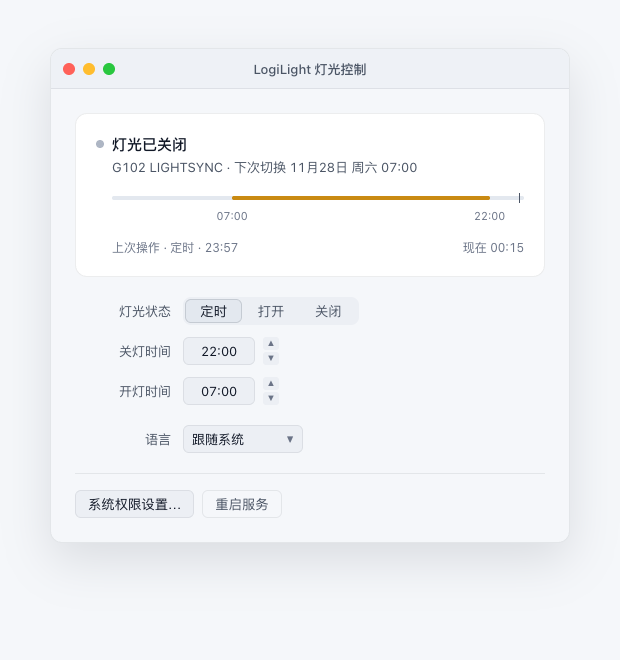 LogiLight 灯光控制
灯光已关闭
G102 LIGHTSYNC · 下次切换 11月28日 周六 07:00
07:00 22:00
上次操作 · 定时 · 23:57 现在 00:15
灯光状态 定时 打开 关闭
关灯时间 22:00
开灯时间 07:00
语言 跟随系统
系统权限设置... 重启服务